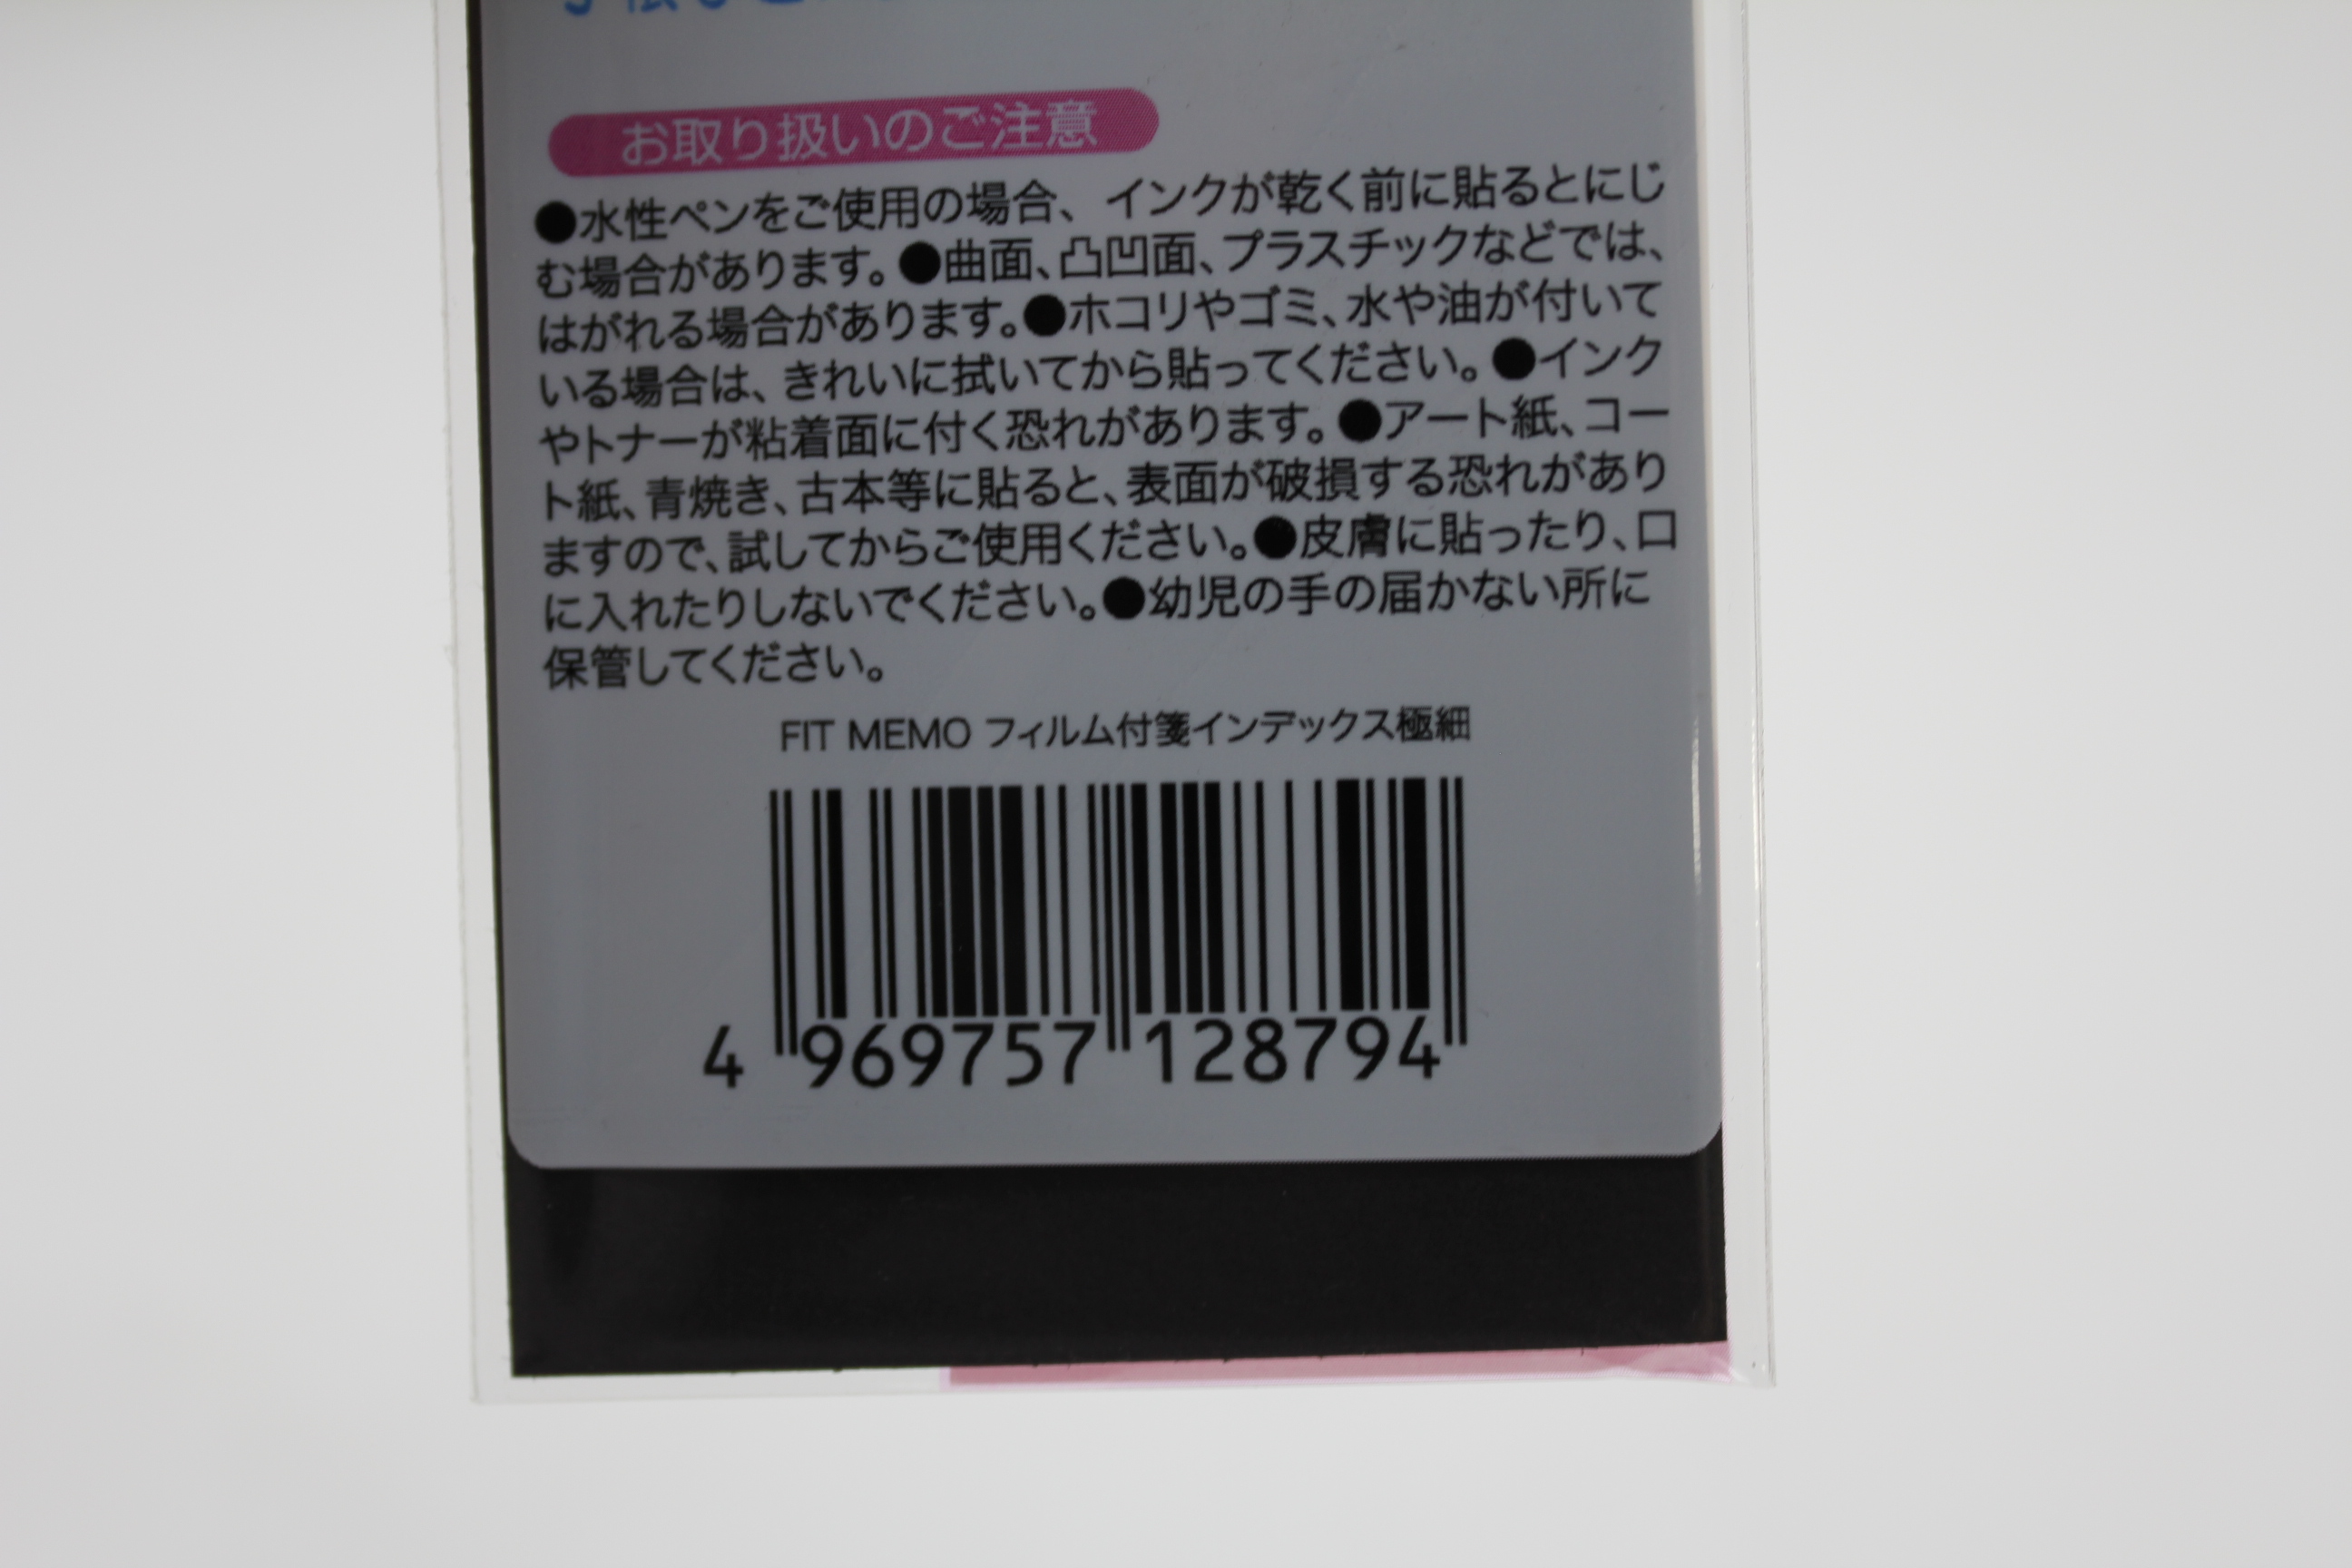 お取り扱いのご注意
●水性ペンをご使用の場合、インクが乾く前に貼るとにじ
む場合があります。●曲面、凸凹面、プラスチックなどでは、
はがれる場合があります。●ホコリやゴミ、水や油が付いて
いる場合は、きれいに拭いてから貼ってください。●インク
やトナーが粘着面に付く恐れがあります。●アート紙、コー
ト紙、青焼き、古本等に貼ると、表面が破損する恐れがあり
ますので、試してからご使用ください。●皮膚に貼ったり、口
に入れたりしないでください。●幼児の手の届かない所に
保管してください。
FIT MEMO フィルム付箋インデックス極細
4 969757 128794